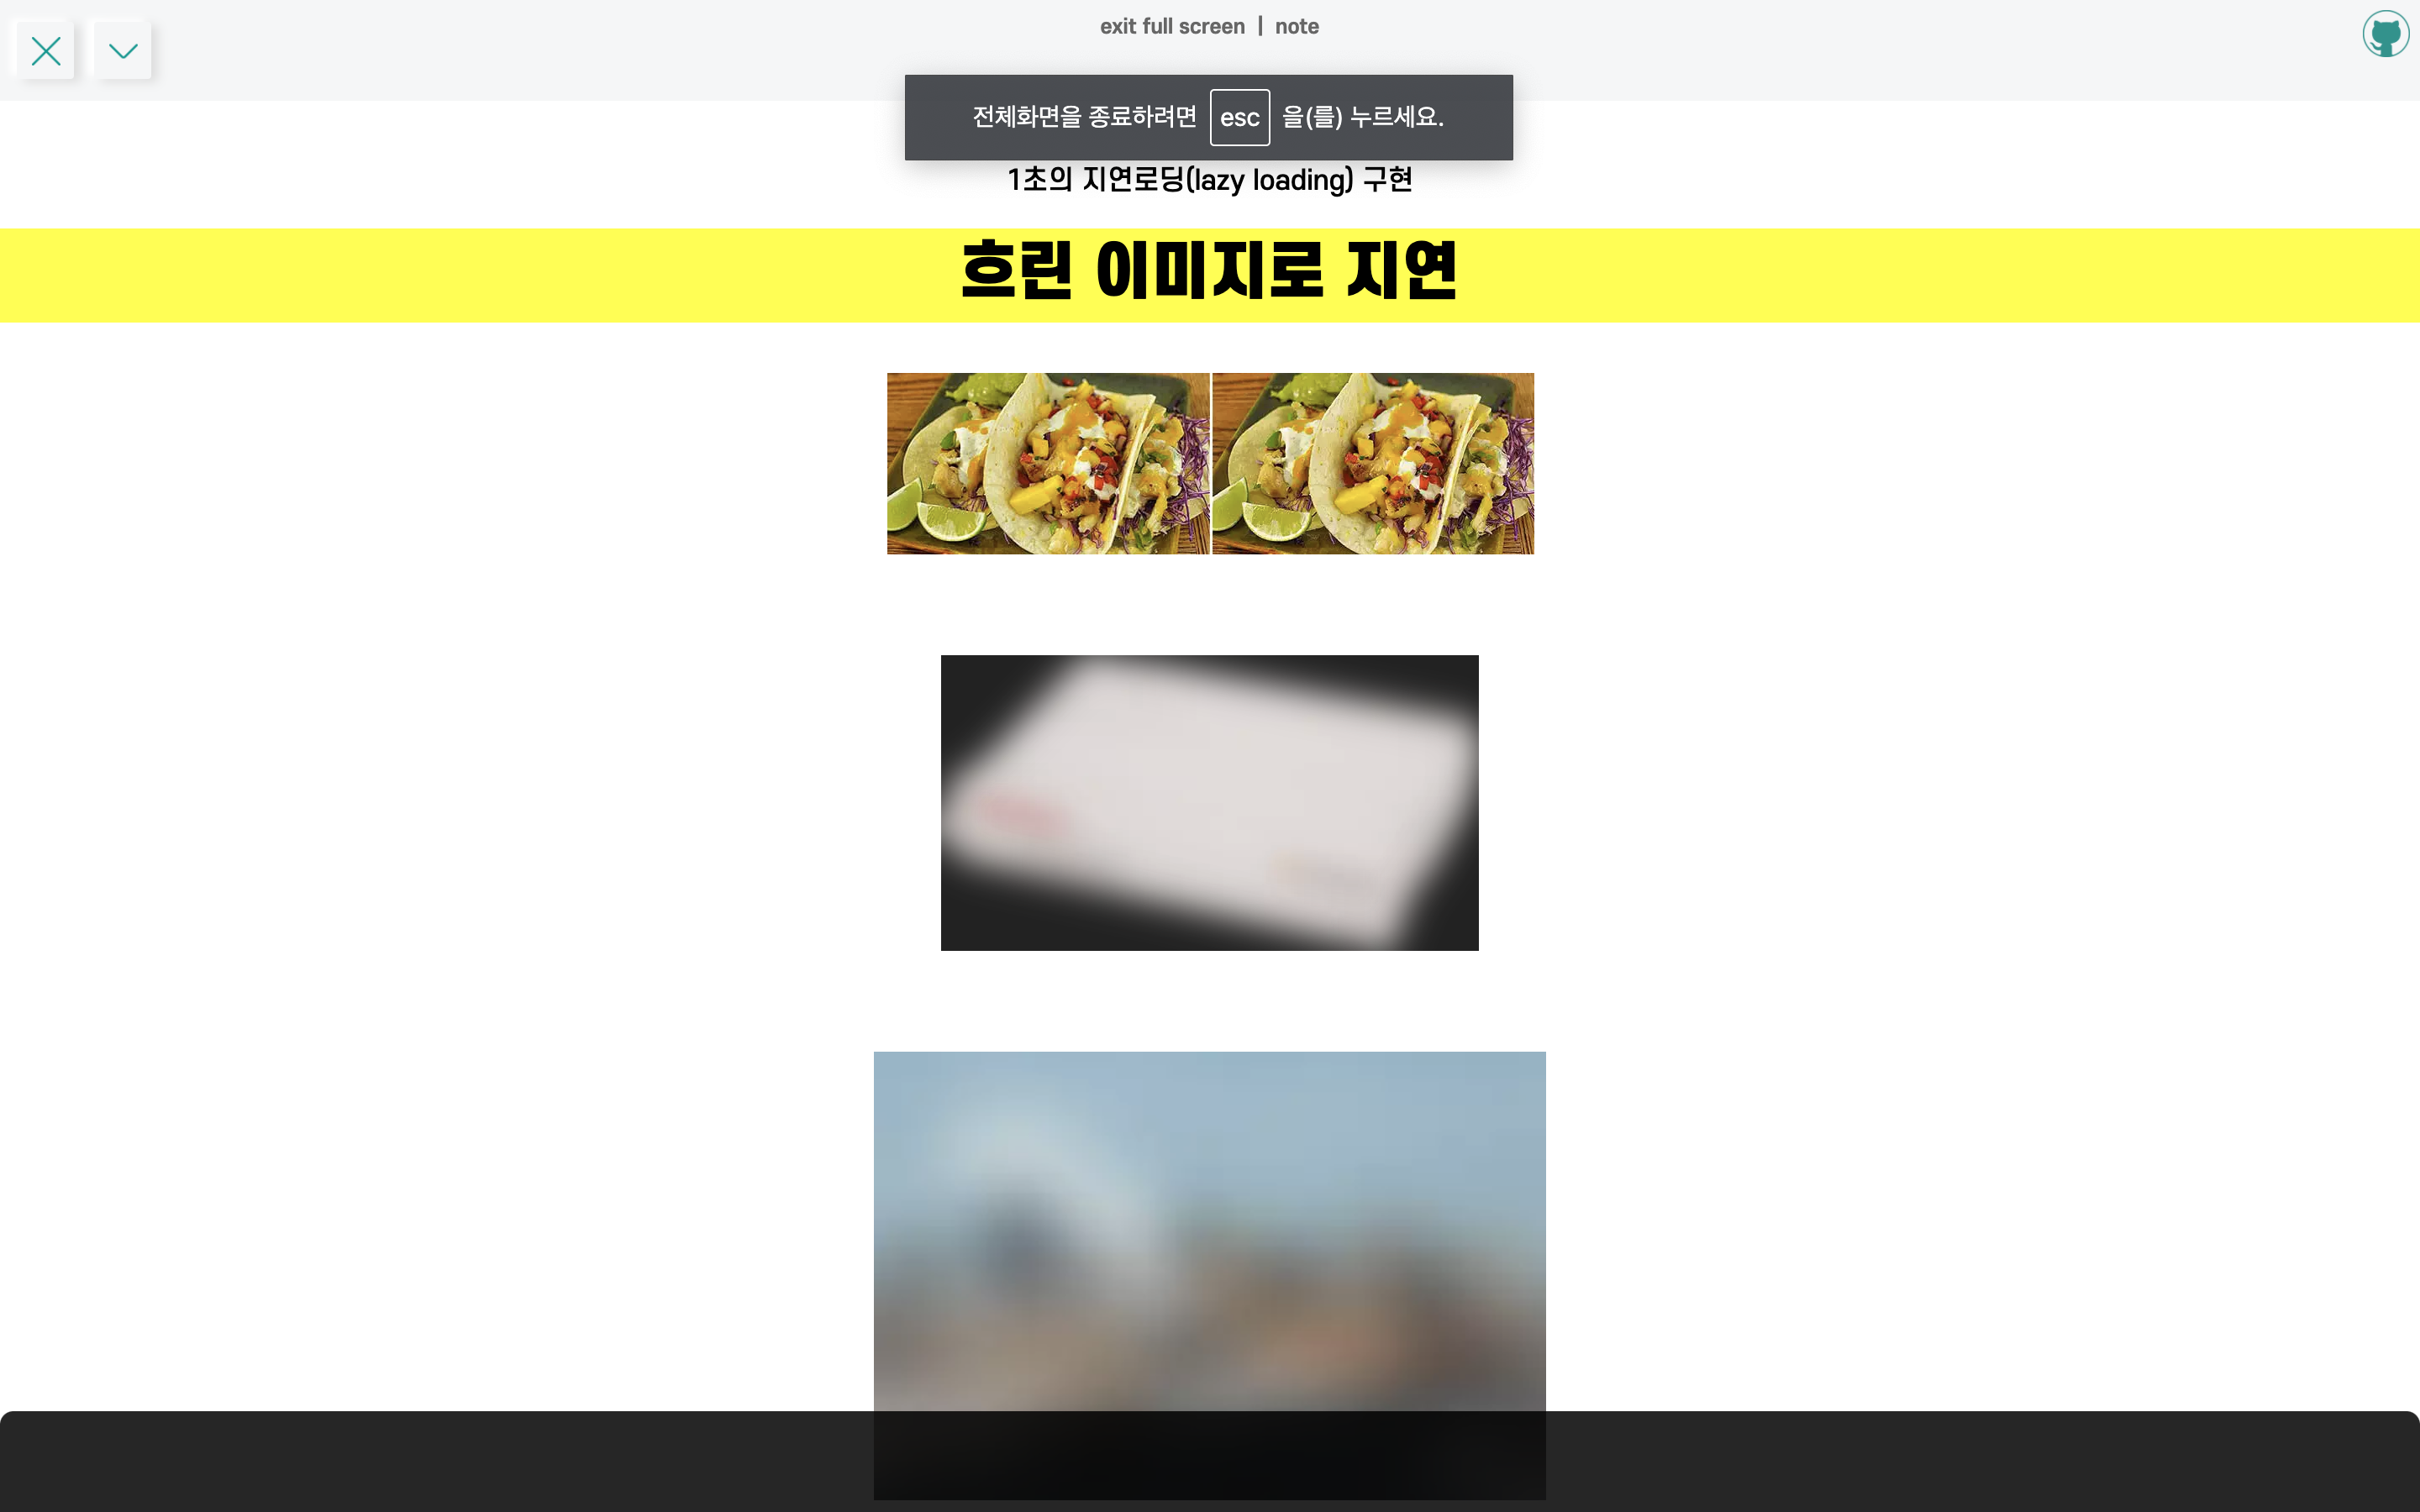 exit full screen | note
전체화면을 종료하려면 esc 을(를) 누르세요.
1초의 지연로딩(lazy loading) 구현
흐린 이미지로 지연